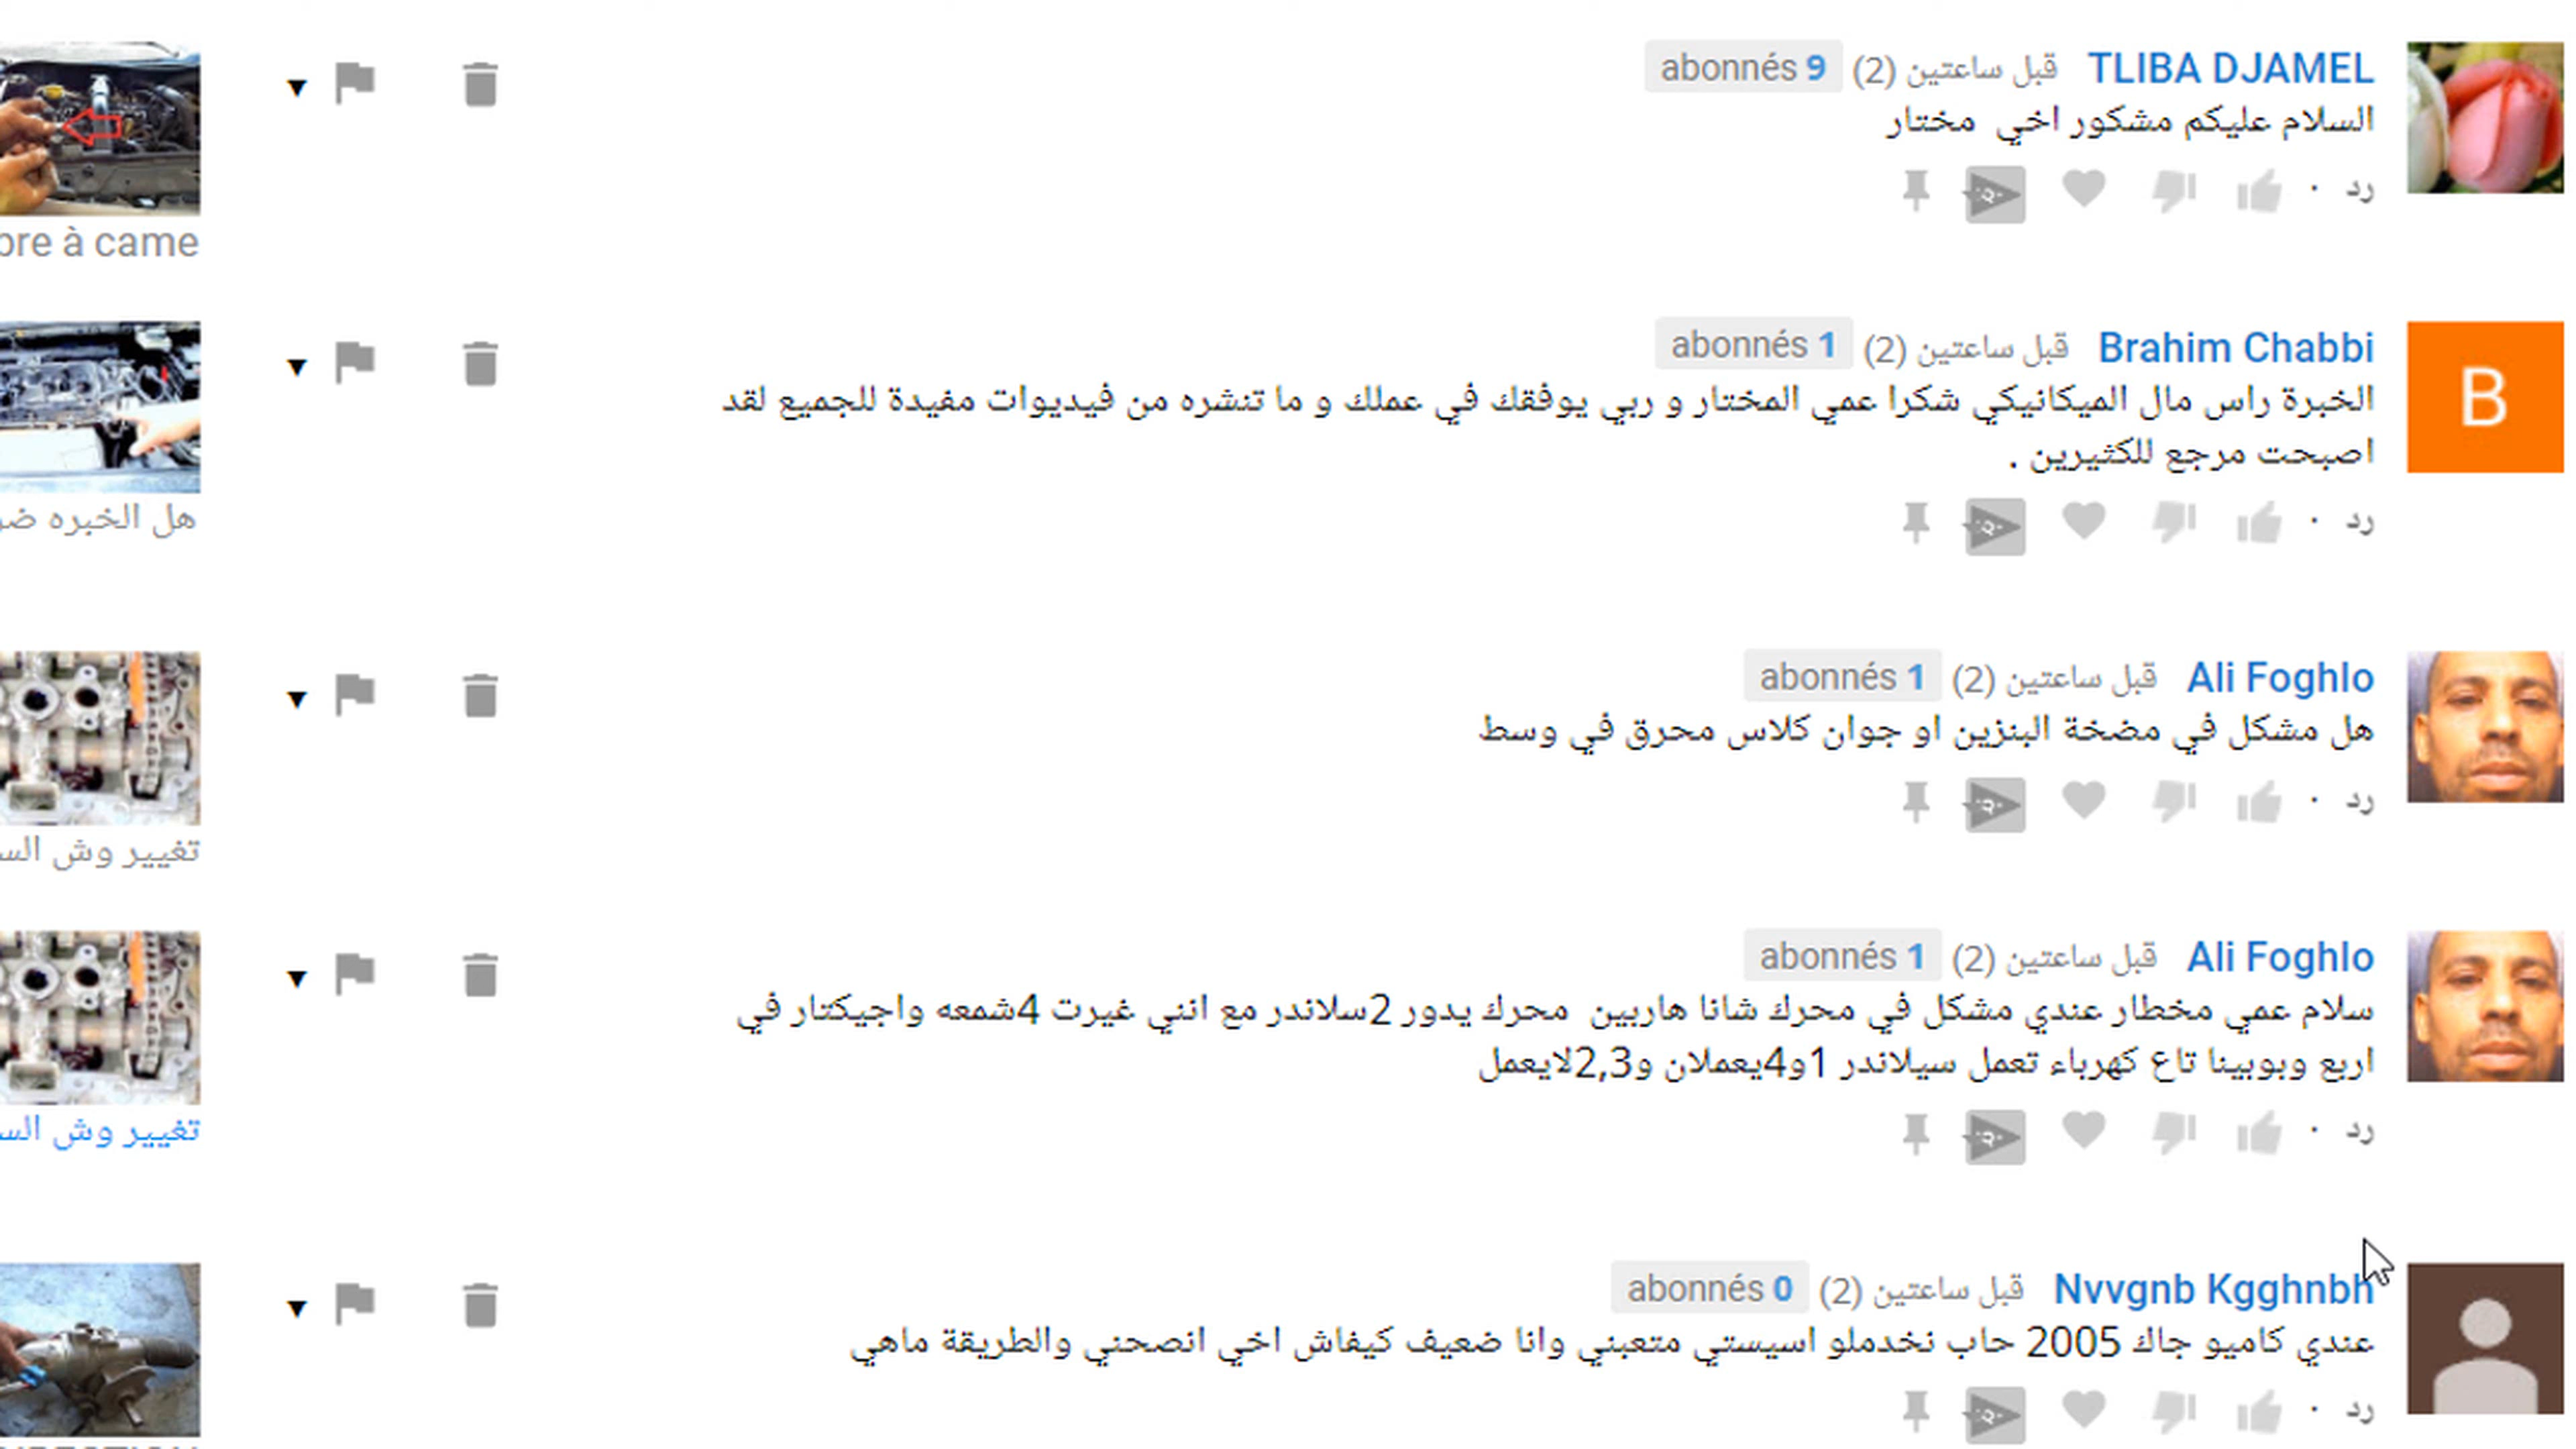 TLIBA DJAMEL قبل ساعتين (2) 9 abonnés
السلام عليكم مشكور اخي مختار
رد
bre à came
Brahim Chabbi قبل ساعتين (2) 1 abonnés
الخبرة راس مال الميكانيكي شكرا عمي المختار و ربي يوفقك في عملك و ما تنشره من فيديوات مفيدة للجميع لقد
اصبحت مرجع للكثيرين .
رد
B
هل الخبره
Ali Foghlo قبل ساعتين (2) 1 abonnés
هل مشكل في مضخة البنزين او جوان كلاس محرق في وسط
رد
تغيير وش
Ali Foghlo قبل ساعتين (2) 1 abonnés
سلام عمي مخطار عندي مشكل في محرك شانا هاربين محرك يدور 2سلاندر مع انني غيرت 4شمعه واجيكتار في
اربع وبوبينا تاع كهرباء تعمل سيلاندر 1و4يعملان و2,3لايعمل
رد
تغيير وش
Nvvgnb Kgghnbh قبل ساعتين (2) 0 abonnés
عندي كاميو جاك 2005 حاب نخدملو اسيستي متعبني وانا ضعيف كيفاش اخي انصحني والطريقة ماهي
رد